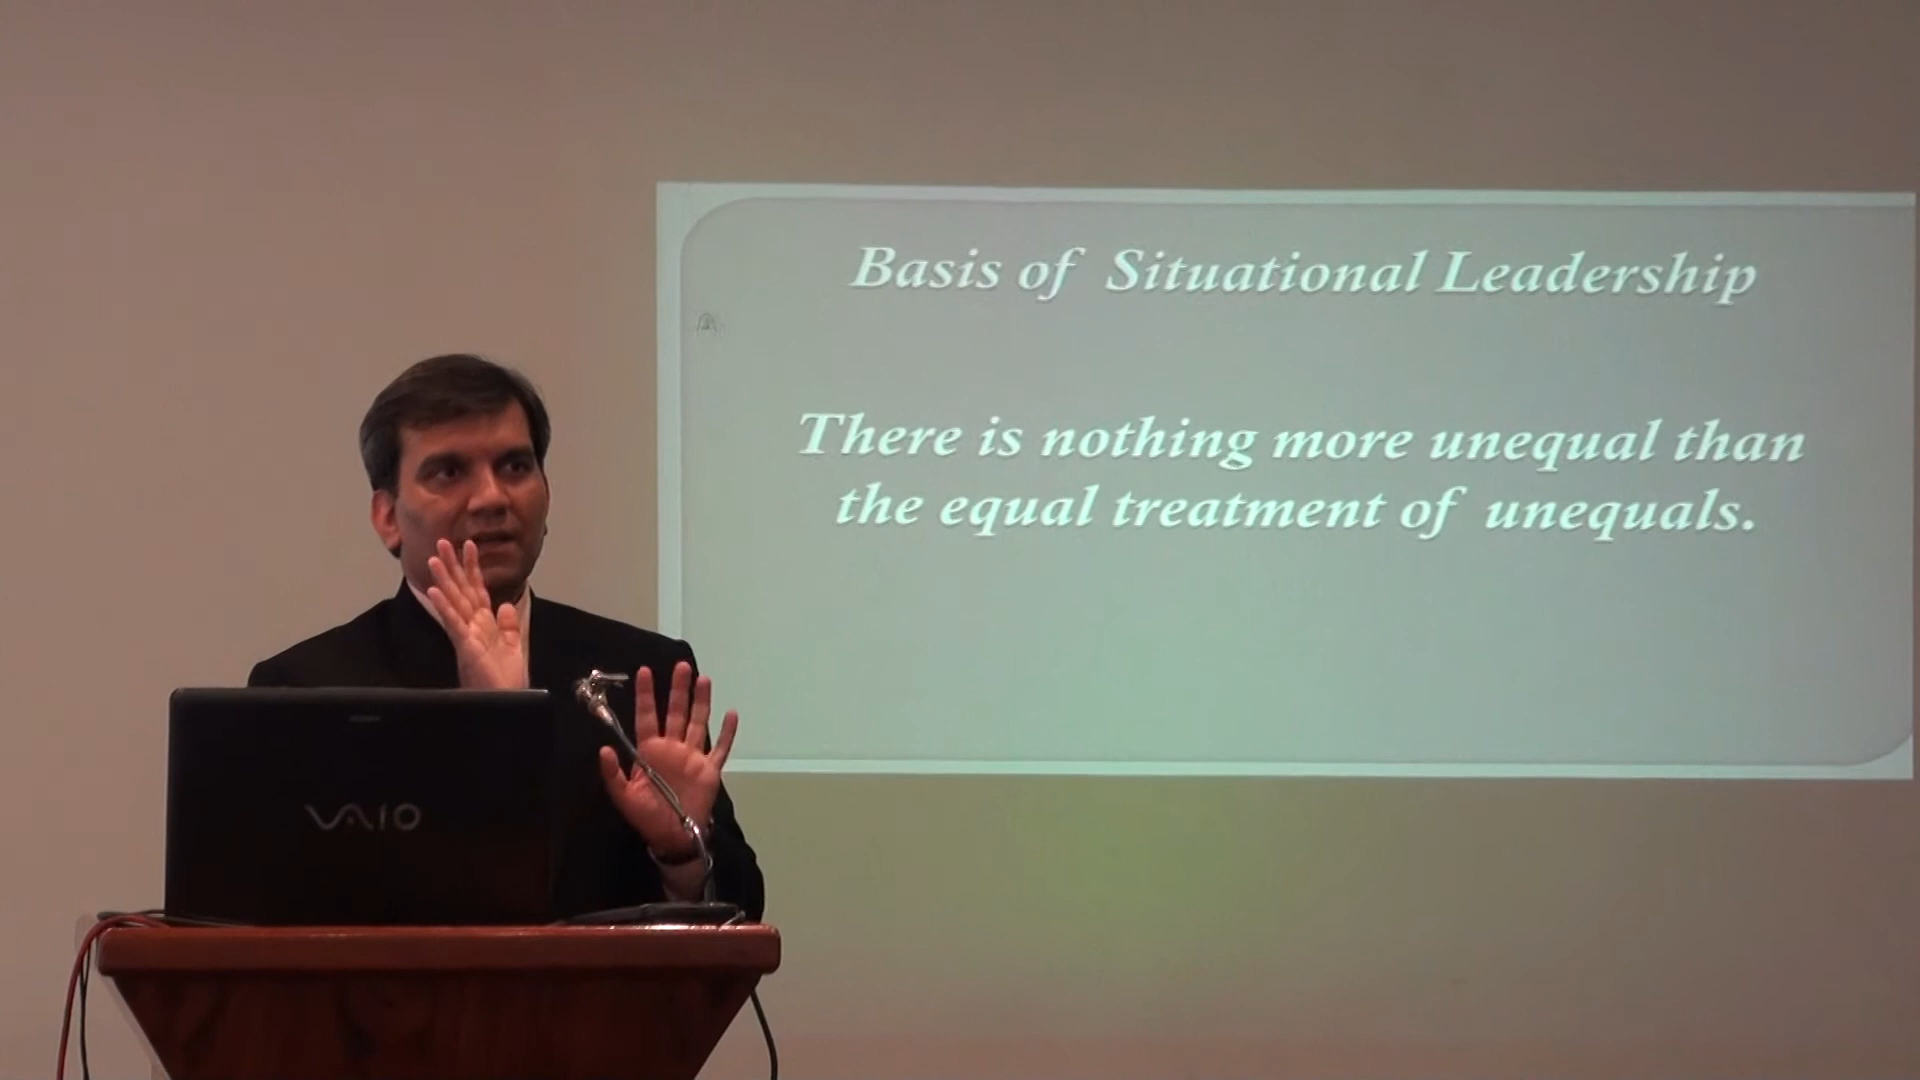 Basis of Situational Leadership
There is nothing more unequal than
the equal treatment of unequals.
VAIO